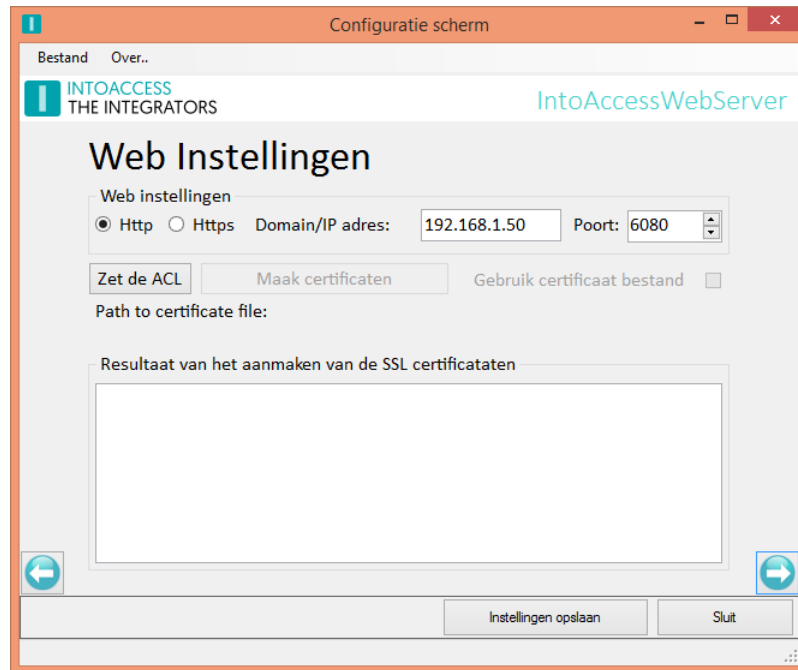 Configuratie scherm
Bestand Over..
INTOACCESS
THE INTEGRATORS
IntoAccessWebServer
Web Instellingen
Web instellingen
Http Https Domain/IP adres: 192.168.1.50 Poort: 6080
Zet de ACL Maak certificaten Gebruik certificaat bestand
Path to certificate file:
Resultaat van het aanmaken van de SSL certificataten
Instellingen opslaan Sluit